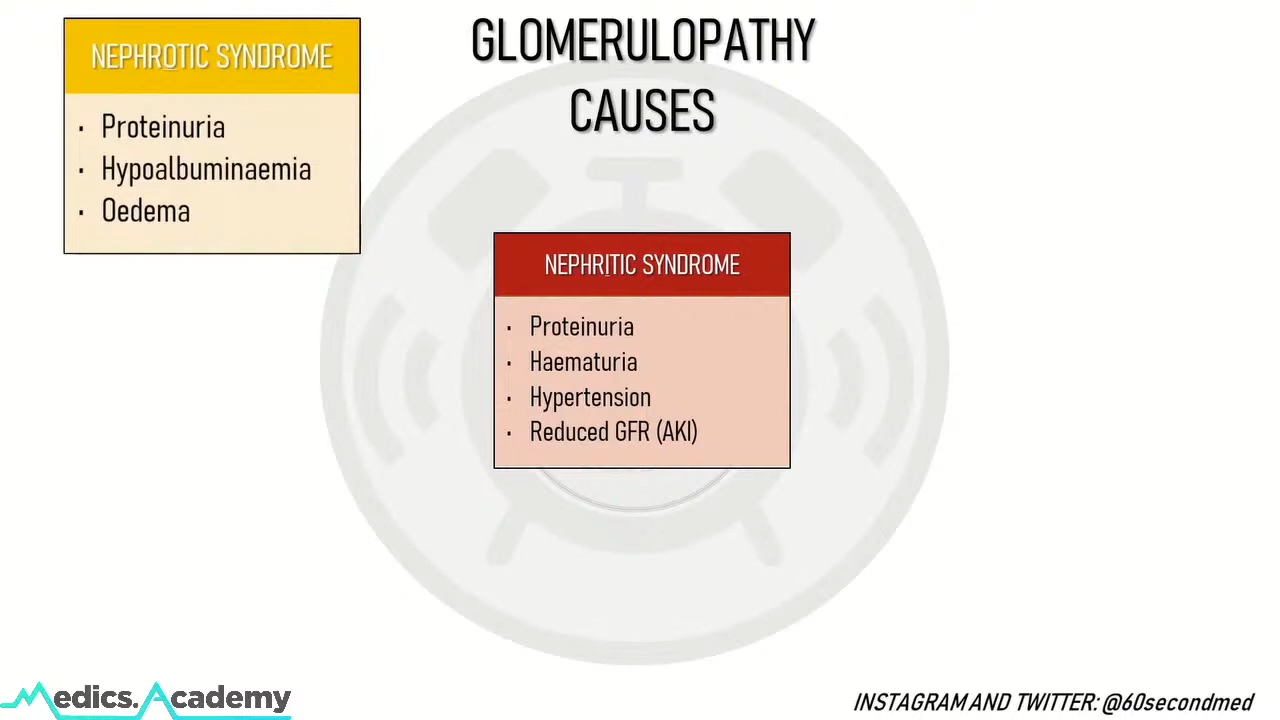 GLOMERULOPATHY
CAUSES
NEPHROTIC SYNDROME
· Proteinuria
· Hypoalbuminaemia
· Oedema
NEPHRITIC SYNDROME
· Proteinuria
· Haematuria
· Hypertension
· Reduced GFR (AKI)
Medics.Academy
INSTAGRAM AND TWITTER: @60secondmed